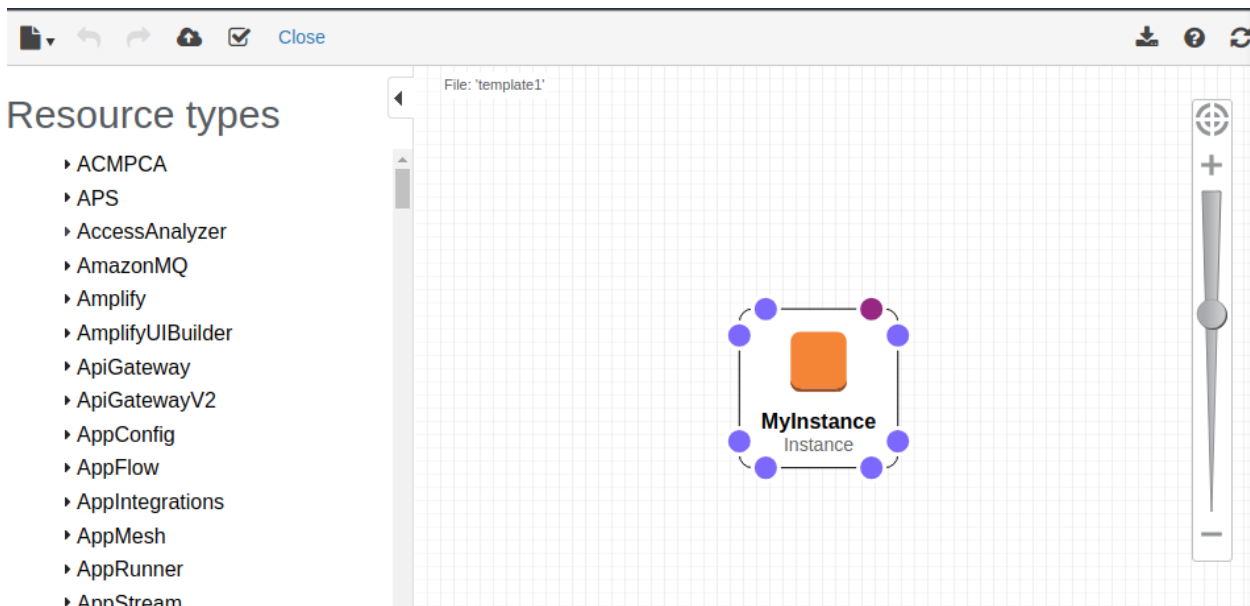 Close
File: 'template1'
Resource types
ACMPCA
APS
AccessAnalyzer
AmazonMQ
Amplify
AmplifyUIBuilder
ApiGateway
ApiGatewayV2
AppConfig
AppFlow
AppIntegrations
AppMesh
AppRunner
AppStream
MyInstance
Instance